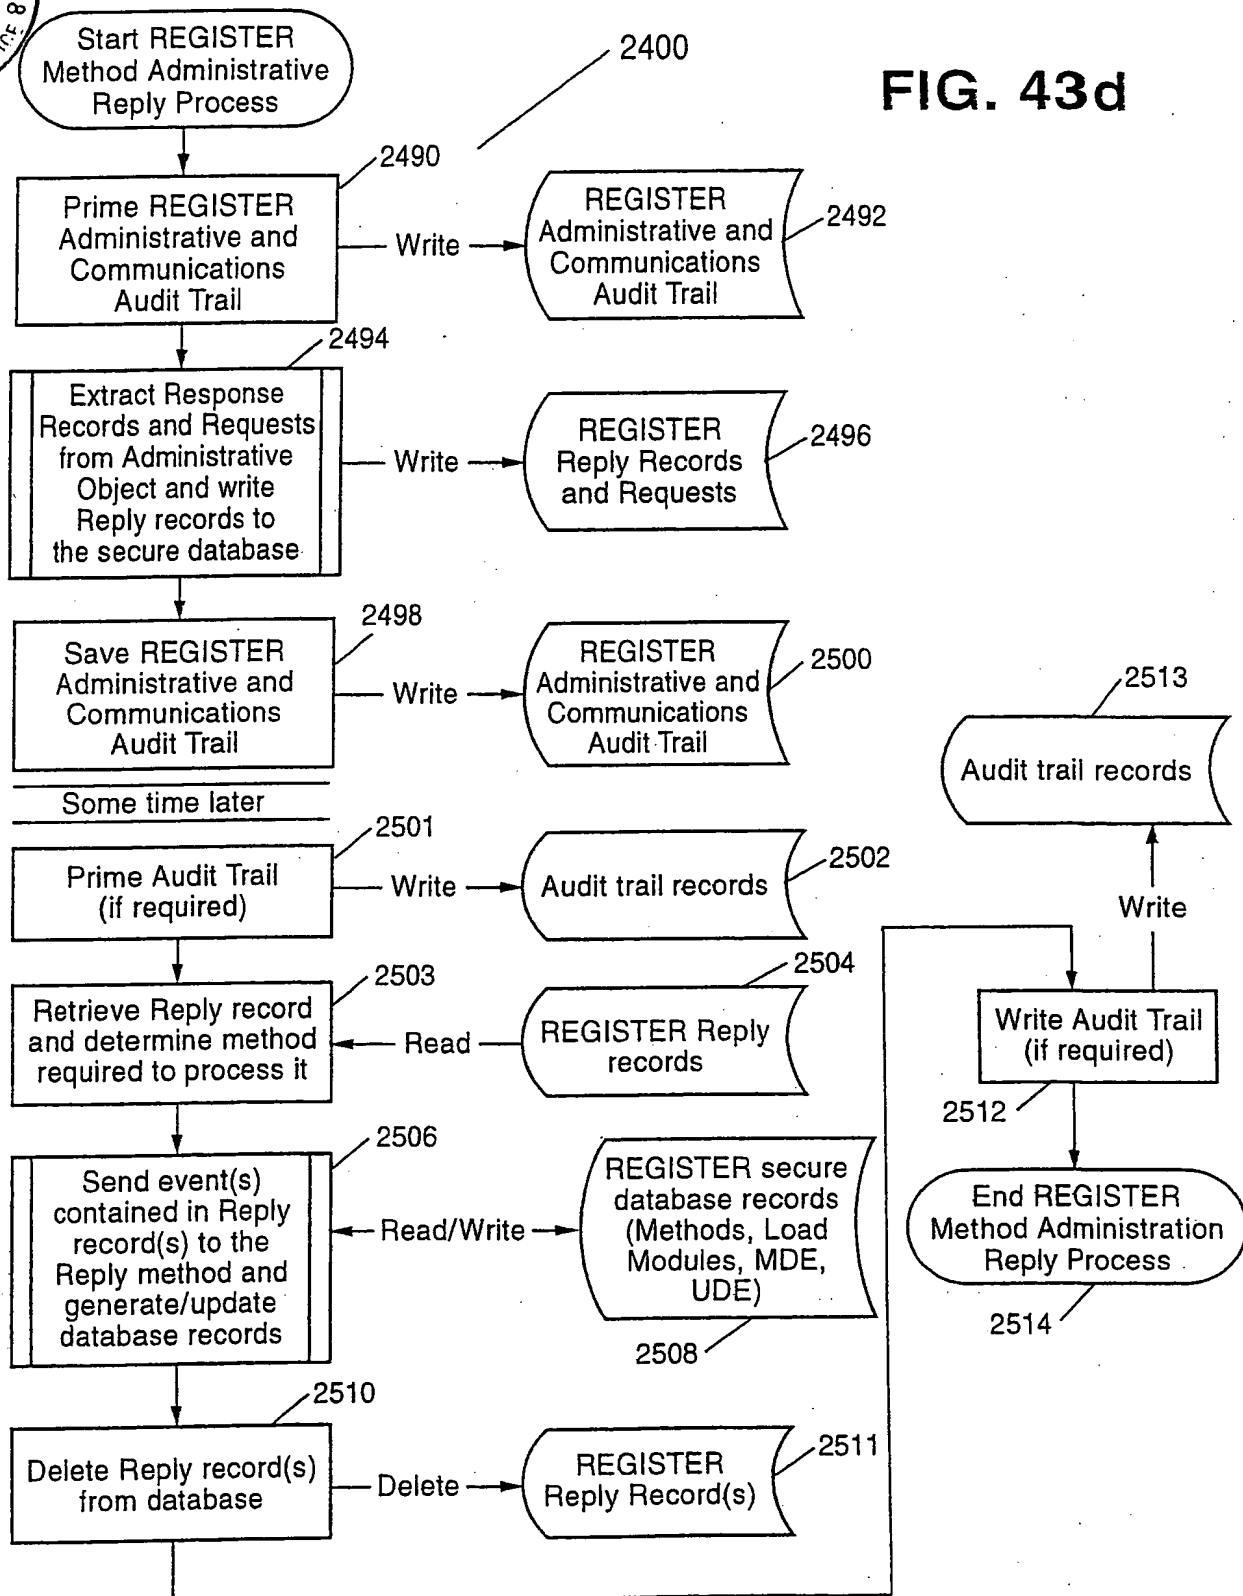 Start REGISTER
Method Administrative
Reply Process
2400
FIG. 43d
2490
Prime REGISTER
Administrative and
Communications
Audit Trail
Write
REGISTER
Administrative and
Communications
Audit Trail
2492
2494
Extract Response
Records and Requests
from Administrative
Object and write
Reply records to
the secure database
Write
REGISTER
Reply Records
and Requests
2496
2498
Save REGISTER
Administrative and
Communications
Audit Trail
Write
REGISTER
Administrative and
Communications
Audit Trail
2500
Some time later
2501
Prime Audit Trail
(if required)
Write
Audit trail records
2502
2503
Retrieve Reply record
and determine method
required to process it
Read
REGISTER Reply
records
2504
2506
Send event(s)
contained in Reply
record(s) to the
Reply method and
generate/update
database records
Read/Write
REGISTER secure
database records
(Methods, Load
Modules, MDE,
UDE)
2508
2510
Delete Reply record(s)
from database
Delete
REGISTER
Reply Record(s)
2511
2513
Audit trail records
Write
Write Audit Trail
(if required)
2512
End REGISTER
Method Administration
Reply Process
2514